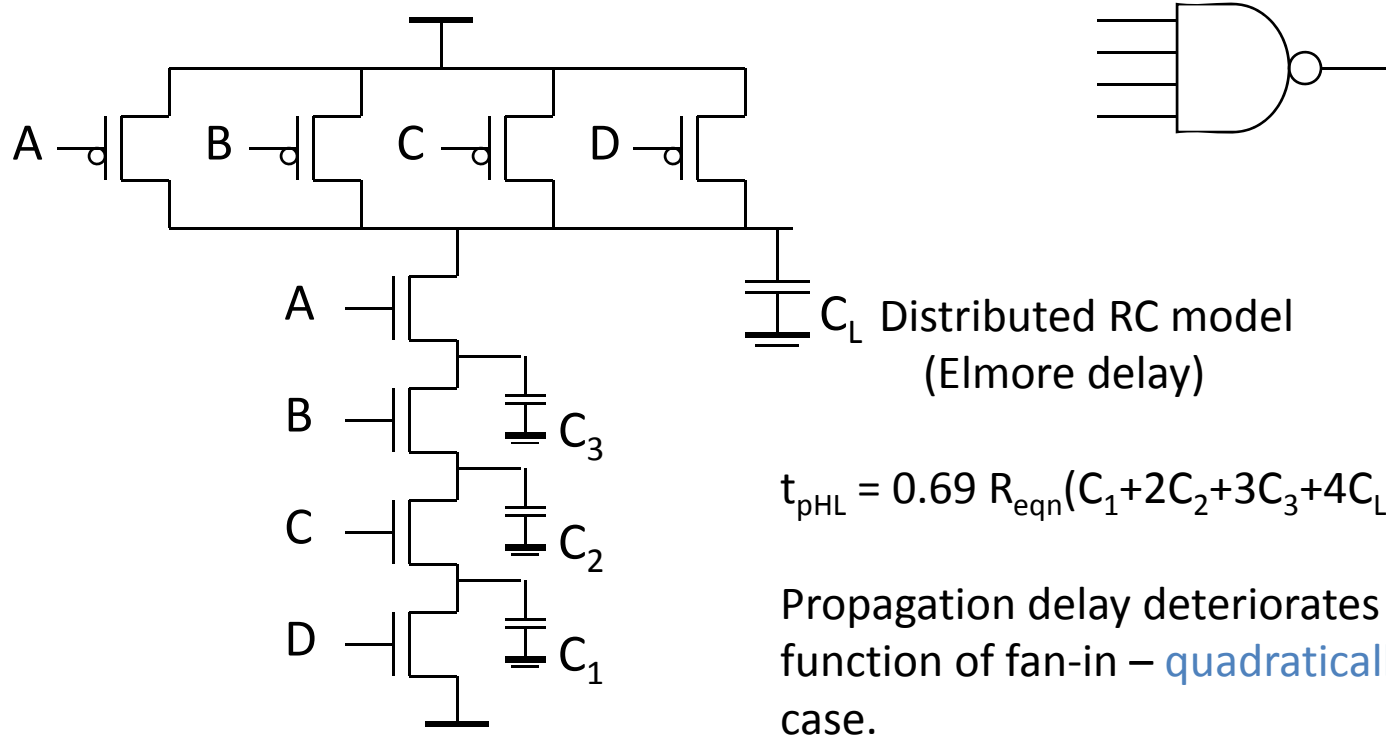 A B C D
A
C_L Distributed RC model
(Elmore delay)
B
C_3
t_pHL = 0.69 R_eqn(C_1+2C_2+3C_3+4C_L
C
C_2
Propagation delay deteriorates
D
C_1
function of fan-in – quadratical
case.